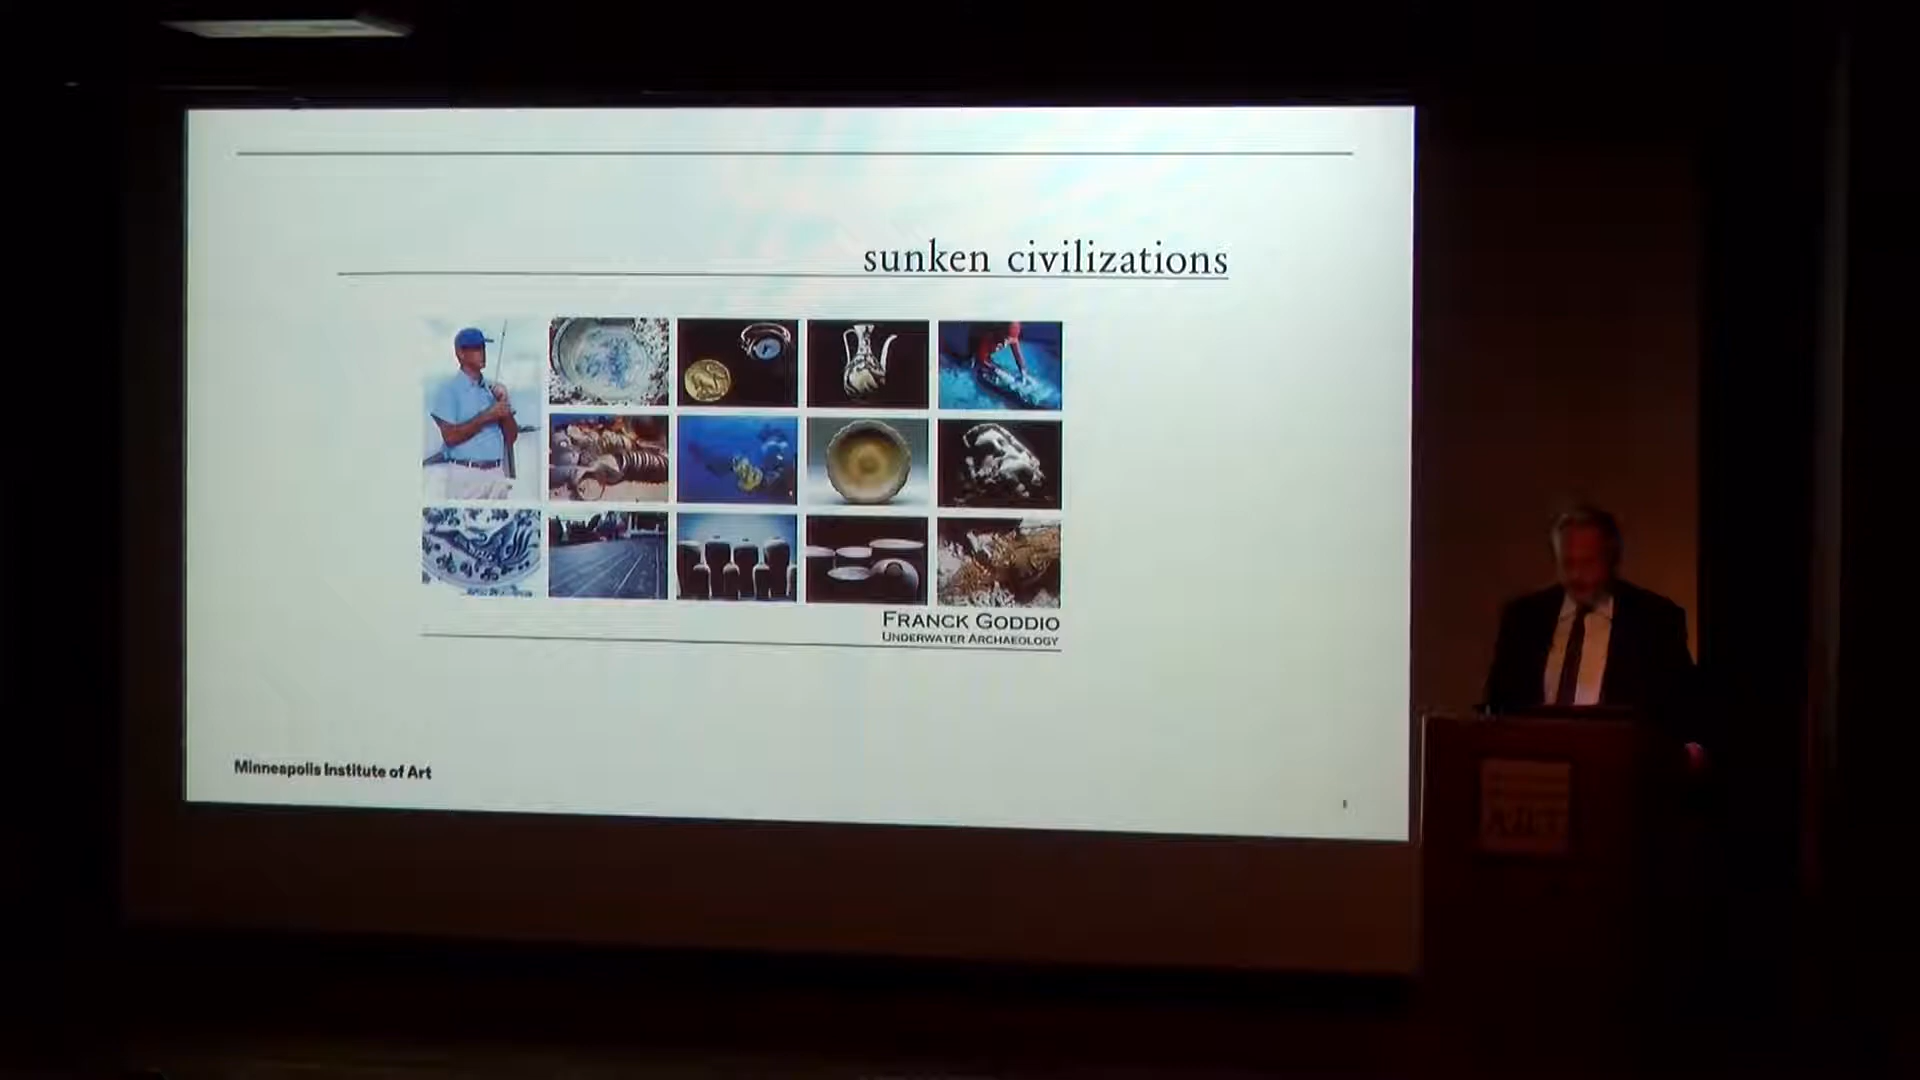 sunken civilizations
FRANCK GODDIO
UNDERWATER ARCHAEOLOGY
Minneapolis Institute of Art